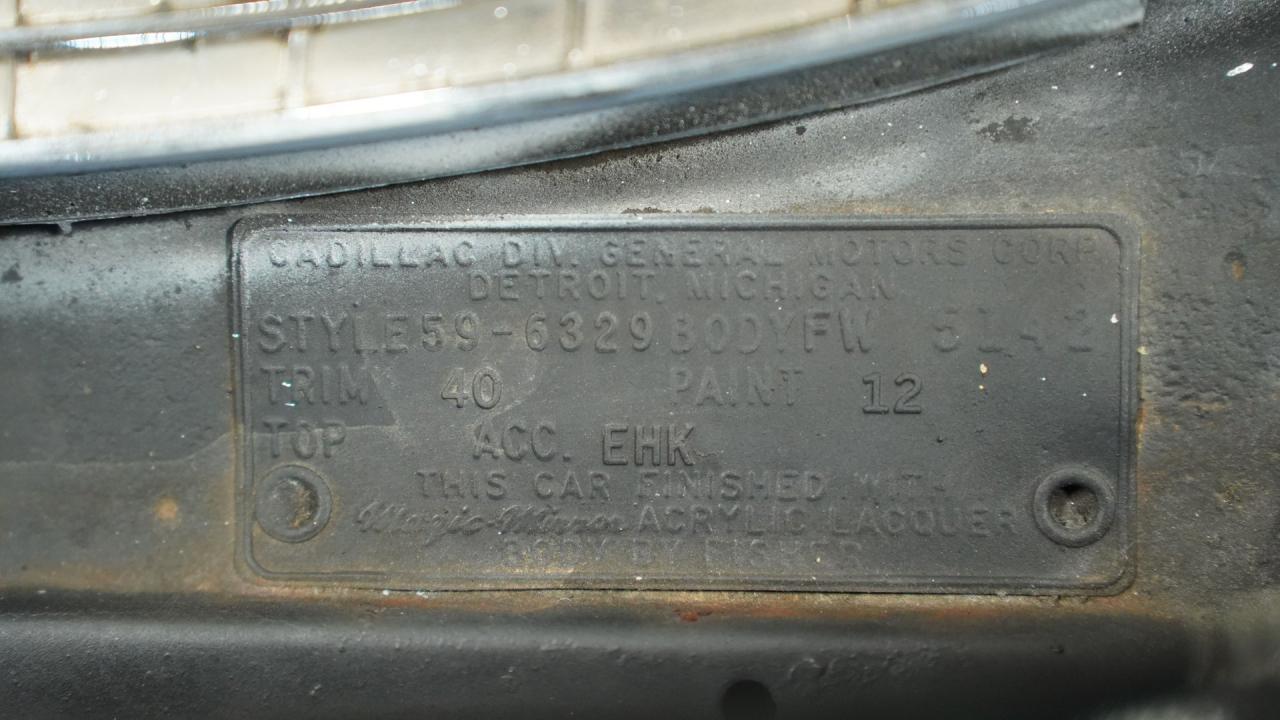 CADILLAC DIV. GENERAL MOTORS CORP.
DETROIT, MICHIGAN
STYLE 59-6329 BODY FW 5142
TRIM 40 PAINT 12
TOP ACC. EHK
THIS CAR FINISHED WITH
Magic-Mirror ACRYLIC LACQUER
BODY BY FISHER